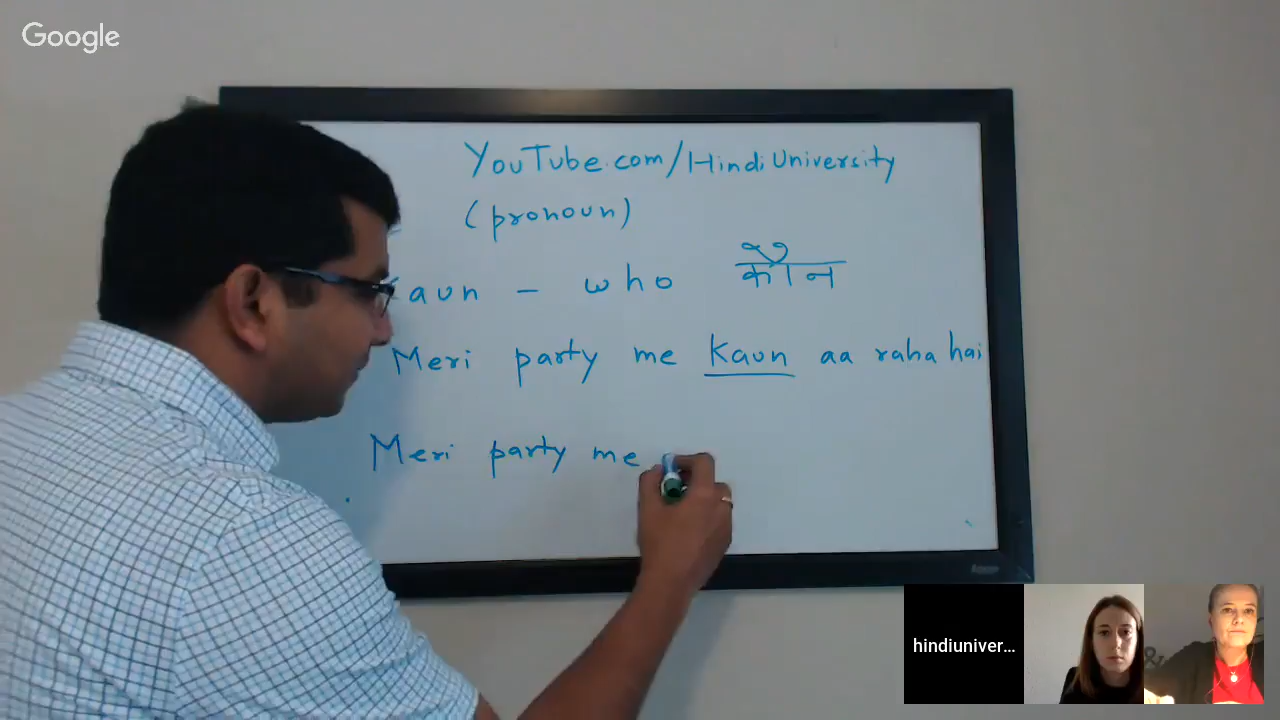 Google
YouTube.com/HindiUniversity
(pronoun)
aun - who कौन
Meri party me Kaun aa raha hai
Meri party me
hindiuniver...